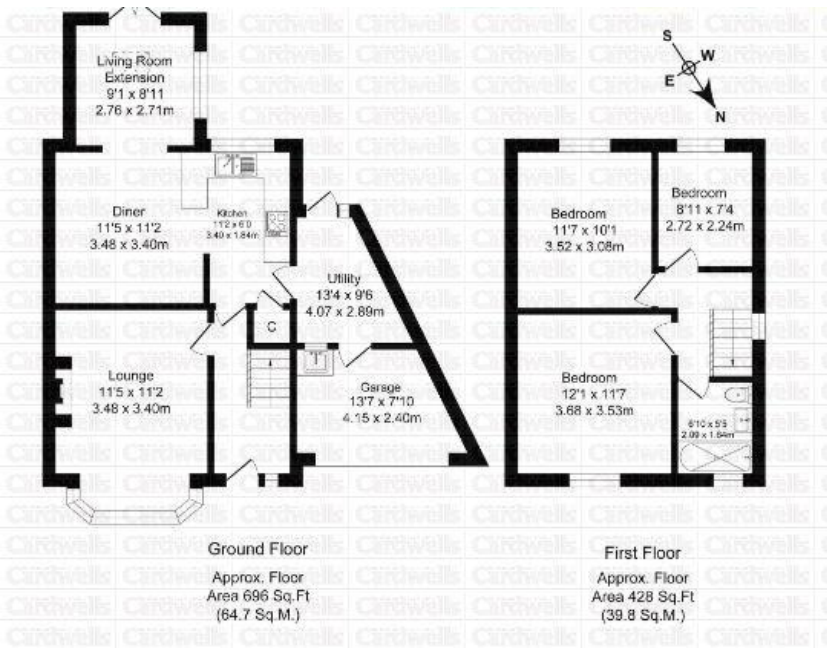 Living Room
Extension
9'1 x 8'11
2.76 x 2.71m
S
W
E
N
Diner
11'5 x 11'2
3.48 x 3.40m
Kitchen
11'2 x 6'0
3.40 x 1.84m
Utility
13'4 x 9'6
4.07 x 2.89m
C
Lounge
11'5 x 11'2
3.48 x 3.40m
T
Garage
13'7 x 7'10
4.15 x 2.40m
Bedroom
11'7 x 10'1
3.52 x 3.08m
Bedroom
8'11 x 7'4
2.72 x 2.24m
Bedroom
12'1 x 11'7
3.68 x 3.53m
6'10 x 5'5
2.09 x 1.64m
Ground Floor
Approx. Floor
Area 696 Sq.Ft
(64.7 Sq.M.)
First Floor
Approx. Floor
Area 428 Sq.Ft
(39.8 Sq.M.)
Cardwells